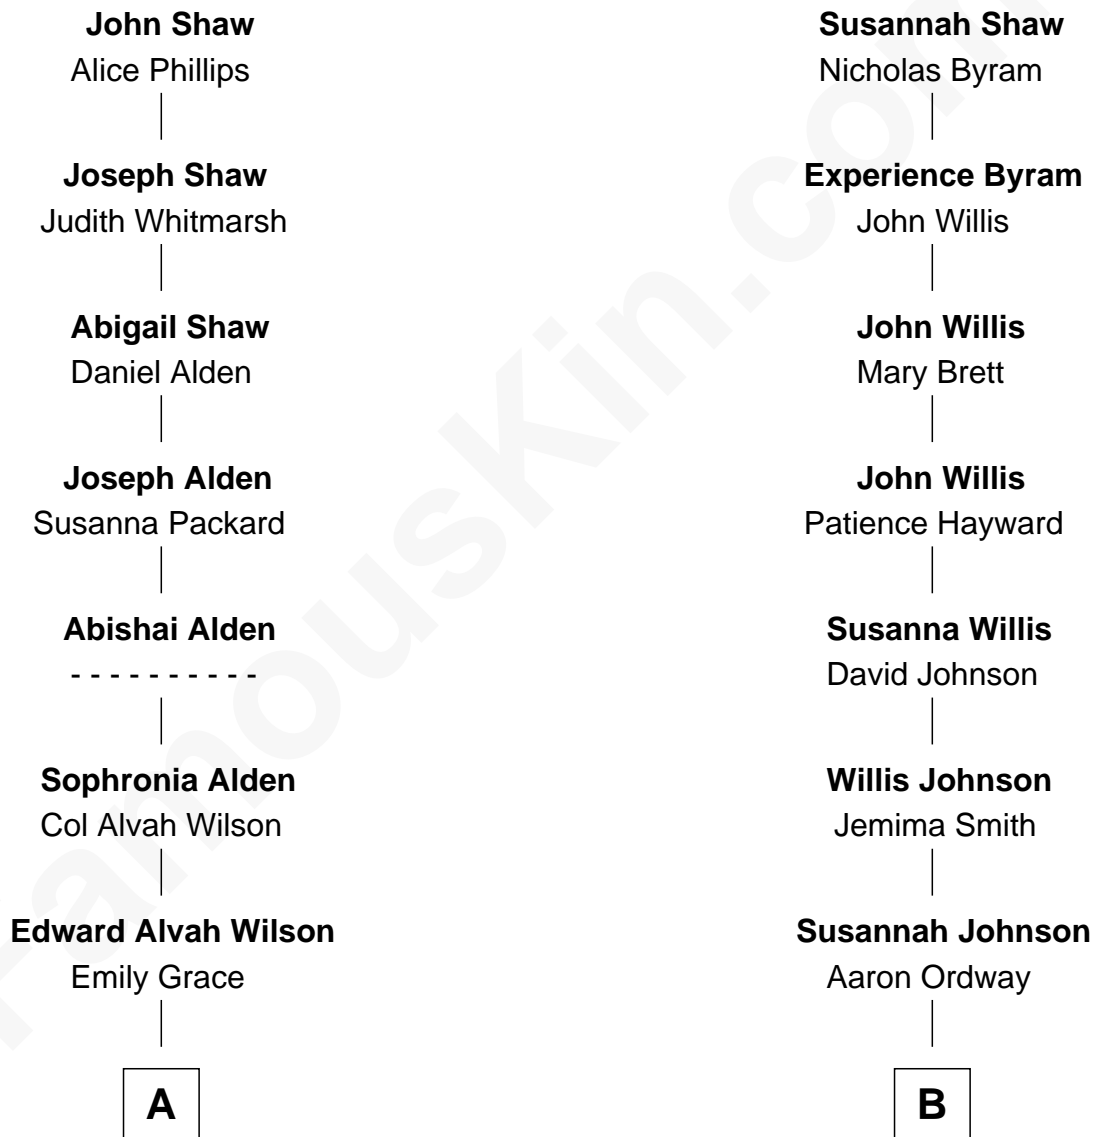 John Shaw
Alice Phillips
Joseph Shaw
Judith Whitmarsh
Abigail Shaw
Daniel Alden
Joseph Alden
Susanna Packard
Abishai Alden
- - - - - - - - - -
Sophronia Alden
Col Alvah Wilson
Edward Alvah Wilson
Emily Grace
A
Susannah Shaw
Nicholas Byram
Experience Byram
John Willis
John Willis
Mary Brett
John Willis
Patience Hayward
Susanna Willis
David Johnson
Willis Johnson
Jemima Smith
Susannah Johnson
Aaron Ordway
B
FamousKin.com